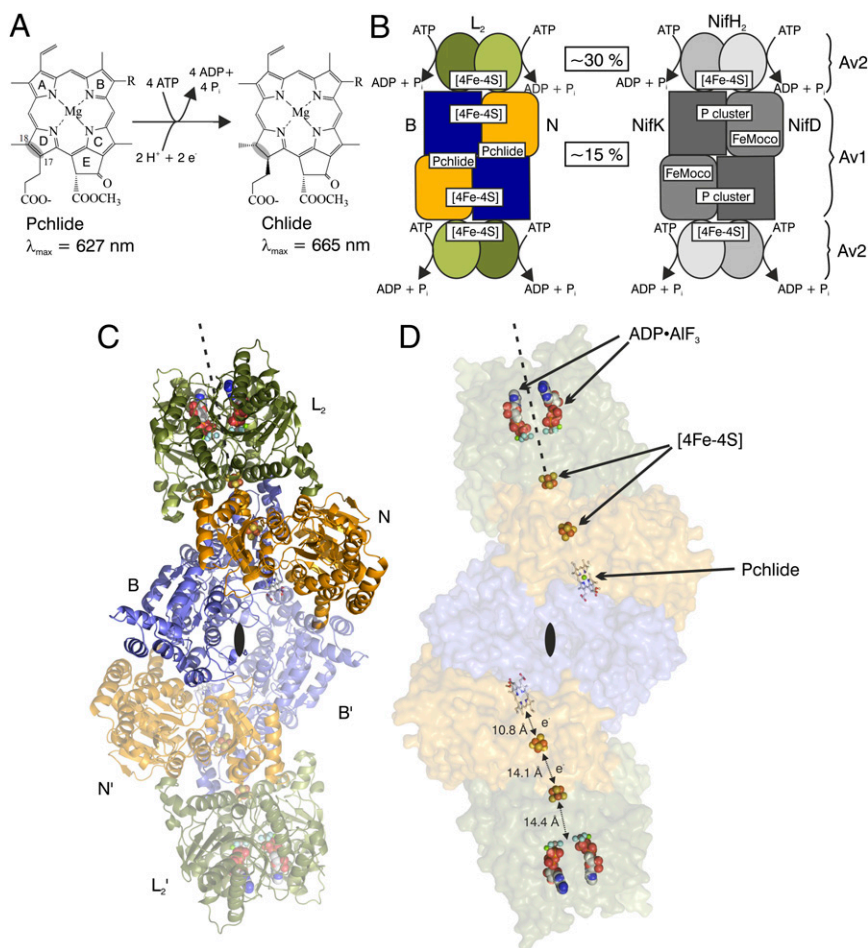 A
A
B
R
N
N
Mg
N
N
18
D
C
17
E
O
COO-
COOCH3
Pchlide
λmax = 627 nm
4 ATP
4 ADP+
4 Pi
2 H+ + 2 e-
R
N
N
Mg
N
N
O
COO-
COOCH3
Chlide
λmax = 665 nm
B
L2
ATP
ATP
[4Fe-4S]
ADP + Pi
ADP + Pi
~30 %
B
[4Fe-4S]
N
Pchlide
Pchlide
~15 %
[4Fe-4S]
[4Fe-4S]
ATP
ATP
ADP + Pi
ADP + Pi
NifH2
ATP
ATP
[4Fe-4S]
ADP + Pi
ADP + Pi
Av2
NifK
P cluster
NifD
FeMoco
FeMoco
P cluster
Av1
[4Fe-4S]
ATP
ATP
ADP + Pi
ADP + Pi
Av2
C
L2
N
B
B'
N'
L2'
D
ADP•AlF3
[4Fe-4S]
Pchlide
10.8 Å
e-
14.1 Å
e-
14.4 Å